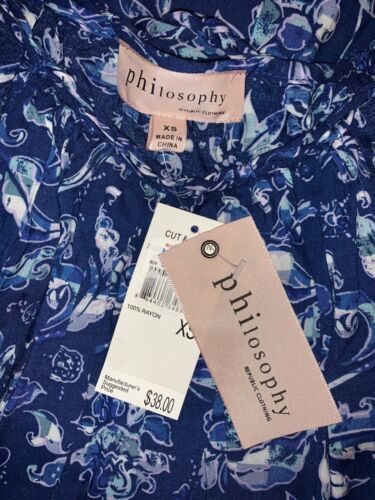 philosophy
REPUBLIC CLOTHING
XS
MADE IN
CHINA
CUT &
100% RAYON
XS
Manufacturer's
Suggested
Price
$38.00
philosophy
REPUBLIC CLOTHING